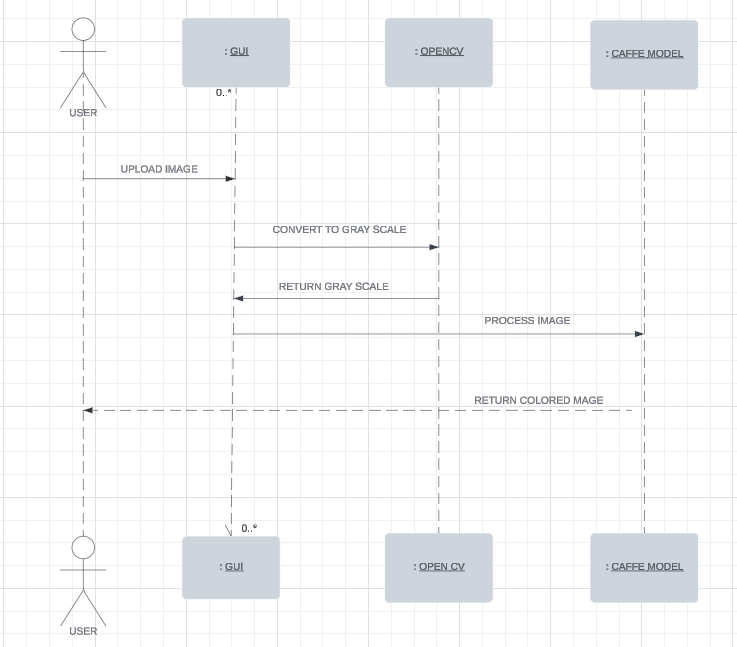 : GUI
: OPENCV
: CAFFE MODEL
0..*
USER
UPLOAD IMAGE
CONVERT TO GRAY SCALE
RETURN GRAY SCALE
PROCESS IMAGE
RETURN COLORED MAGE
0..*
: GUI
: OPEN CV
: CAFFE MODEL
USER